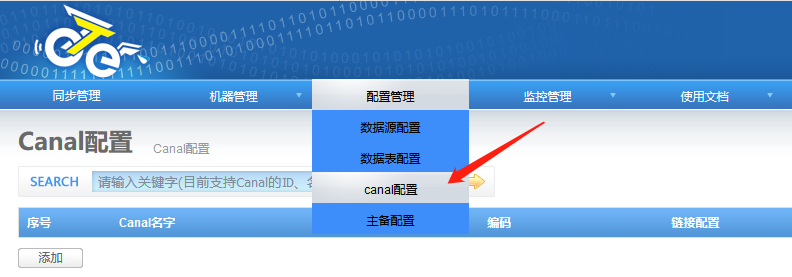 同步管理 机器管理 配置管理 监控管理 使用文档
数据源配置
Canal配置 Canal配置
数据表配置
SEARCH 请输入关键字(目前支持Canal的ID、
canal配置
序号 Canal名字 主备配置 编码 链接配置
添加